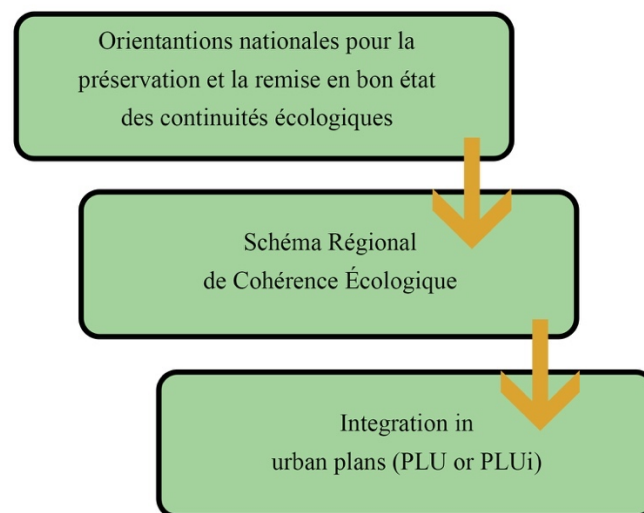 Orientantions nationales pour la
préservation et la remise en bon état
des continuités écologiques
Schéma Régional
de Cohérence Écologique
Integration in
urban plans (PLU or PLUi)